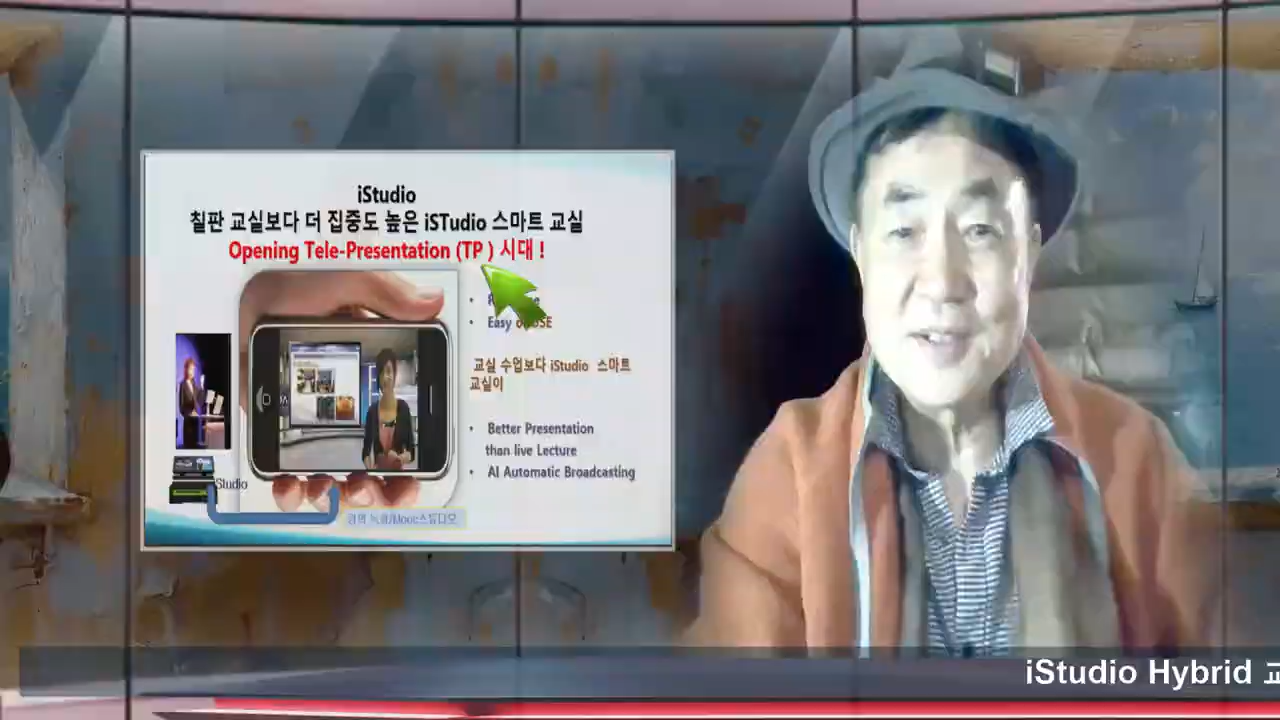 iStudio
칠판 교실보다 더 집중도 높은 iSTudio 스마트 교실
Opening Tele-Presentation (TP ) 시대 !
• Easy
교실 수업보다 iStudio 스마트
교실이
• Better Presentation
than live Lecture
• AI Automatic Broadcasting
Studio
iStudio Hybrid 교